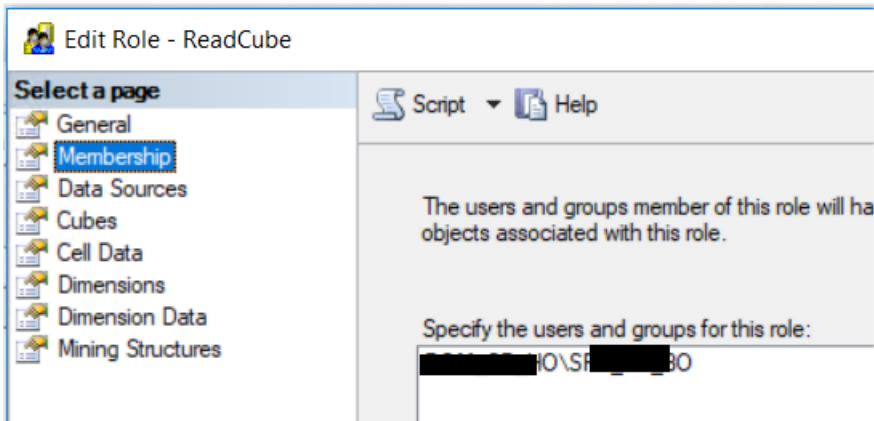 Edit Role - ReadCube
Select a page
General
Membership
Data Sources
Cubes
Cell Data
Dimensions
Dimension Data
Mining Structures
Script
Help
The users and groups member of this role will ha
objects associated with this role.
Specify the users and groups for this role: